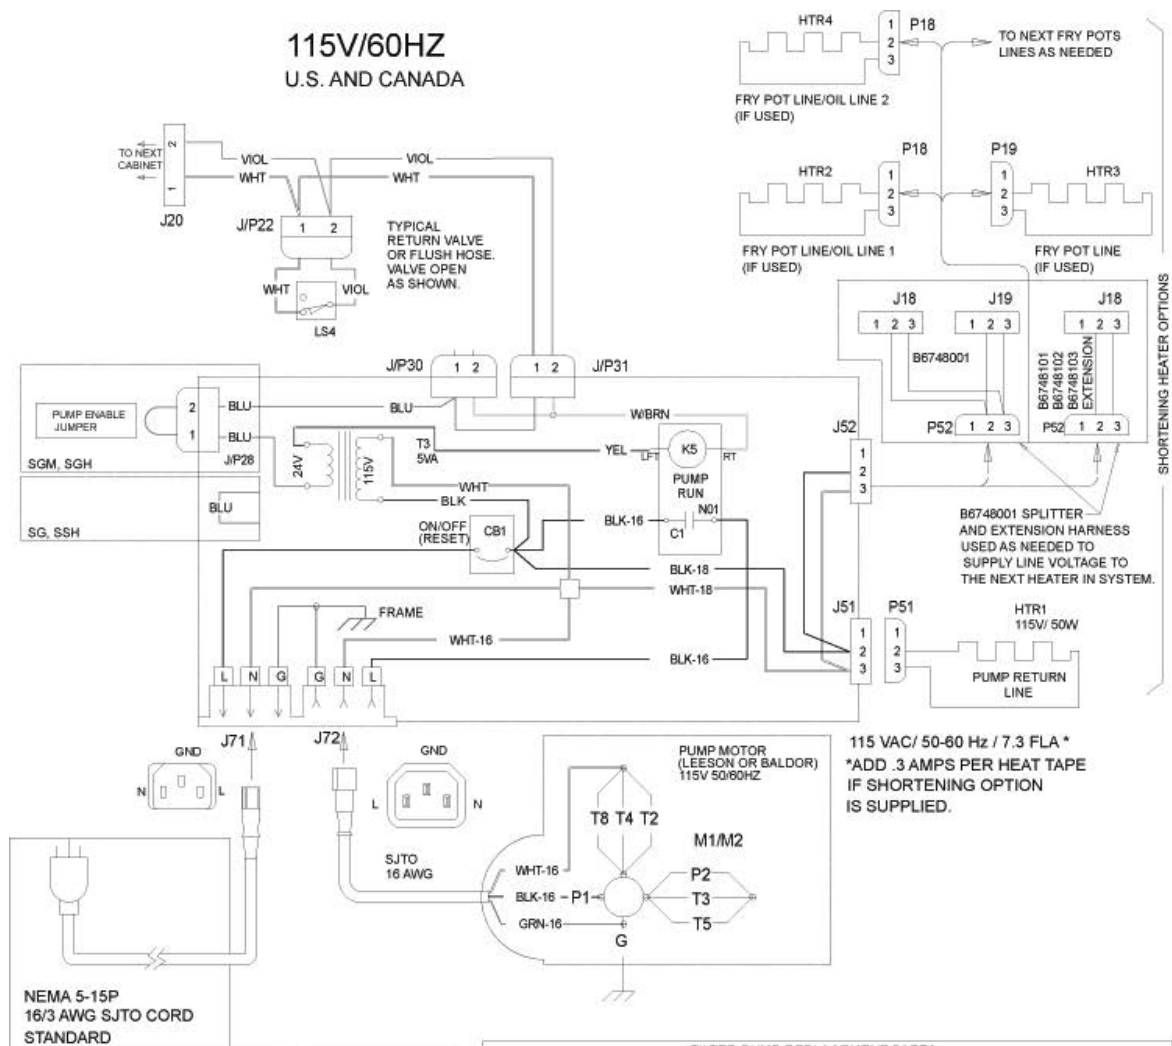 115V/60HZ
U.S. AND CANADA
TO NEXT
CABINET
2
1
J20
VIOL
WHT
VIOL
WHT
J/P22
1 2
WHT
VIOL
LS4
TYPICAL
RETURN VALVE
OR FLUSH HOSE.
VALVE OPEN
AS SHOWN.
HTR4
1
2
3
P18
TO NEXT FRY POTS
LINES AS NEEDED
FRY POT LINE/OIL LINE 2
(IF USED)
HTR2
1
2
3
P18
P19
1
2
3
HTR3
FRY POT LINE/OIL LINE 1
(IF USED)
FRY POT LINE
(IF USED)
SHORTENING HEATER OPTIONS
J18
1 2 3
J19
1 2 3
J18
1 2 3
B6748001
B6748101
B6748102
B6748103
EXTENSION
P52
1 2 3
P52
1 2 3
B6748001 SPLITTER
AND EXTENSION HARNESS
USED AS NEEDED TO
SUPPLY LINE VOLTAGE TO
THE NEXT HEATER IN SYSTEM.
J/P30
1 2
1 2
J/P31
PUMP ENABLE
JUMPER
2
1
BLU
BLU
BLU
J/P28
SGM, SGH
BLU
SG, SSH
24V
115V
T3
5VA
W/BRN
YEL
LFT
K5
RT
PUMP
RUN
N01
C1
J52
1
2
3
WHT
BLK
ON/OFF
(RESET)
CB1
BLK-16
BLK-18
WHT-18
FRAME
WHT-16
BLK-16
L N G G N L
J71
J72
J51
1
2
3
P51
1
2
3
HTR1
115V/ 50W
PUMP RETURN
LINE
115 VAC/ 50-60 Hz / 7.3 FLA *
*ADD .3 AMPS PER HEAT TAPE
IF SHORTENING OPTION
IS SUPPLIED.
GND
N
L
GND
L
N
SJTO
16 AWG
PUMP MOTOR
(LEESON OR BALDOR)
115V 50/60HZ
T8 T4 T2
M1/M2
WHT-16
BLK-16
P1
GRN-16
G
P2
T3
T5
NEMA 5-15P
16/3 AWG SJTO CORD
STANDARD